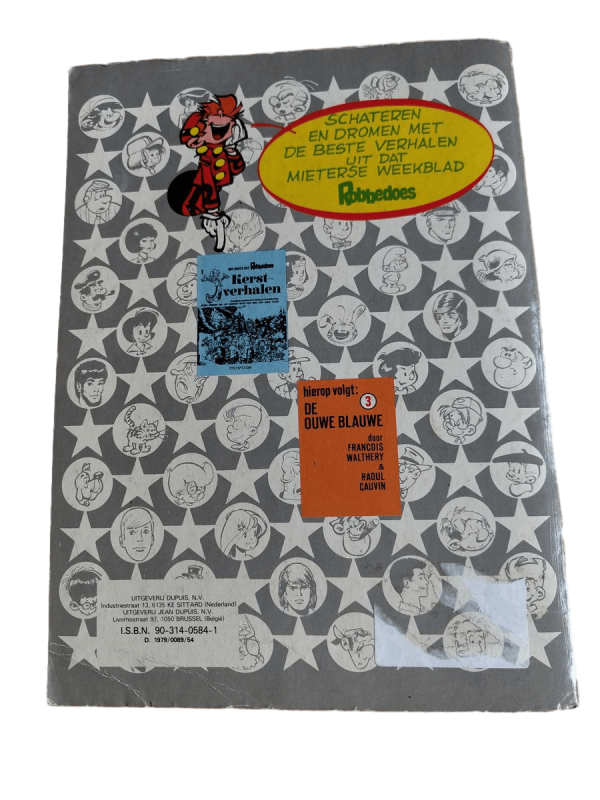 SCHATEREN
EN DROMEN MET
DE BESTE VERHALEN
UIT DAT
MIETERSE WEEKBLAD
Robbedoes
Robbedoes
Kerst-
verhalen
hierop volgt:
3
DE
OUWE BLAUWE
door
FRANCOIS
WALTHERY
&
RAOUL
CAUVIN
UITGEVERIJ DUPUIS, N.V.
Industriestraat 13, 6135 KE SITTARD (Nederland)
UITGEVERIJ JEAN DUPUIS, N.V.
Livornostraat 97, 1050 BRUSSEL (België)
I.S.B.N. 90-314-0584-1
D. 1979/0089/54